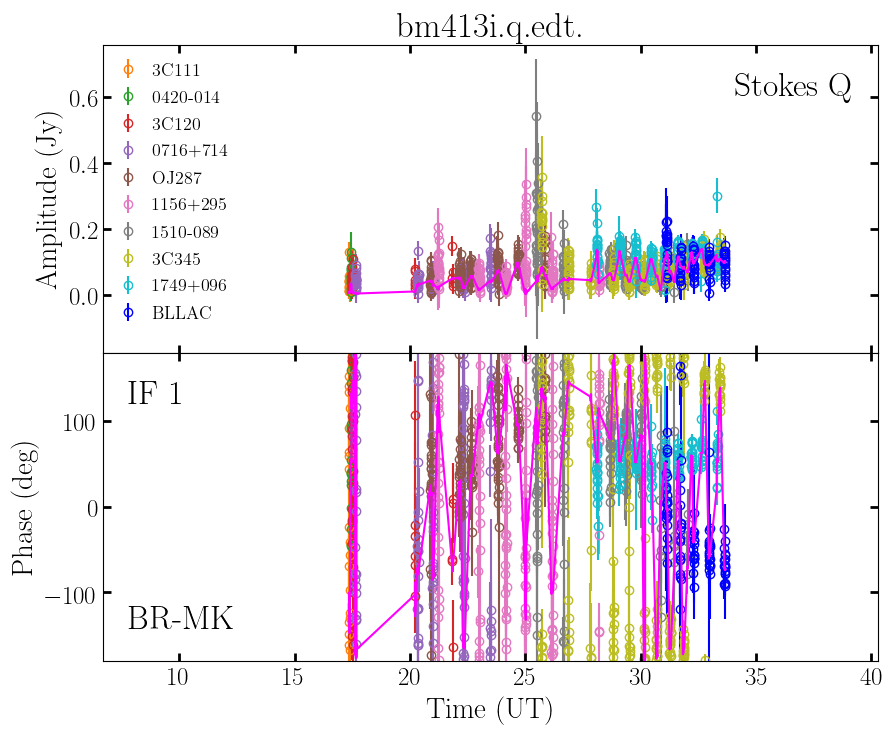 bm413i.q.edt.
Stokes Q
3C111
0420-014
3C120
0716+714
OJ287
1156+295
1510-089
3C345
1749+096
BLLAC
Amplitude (Jy)
0.6
0.4
0.2
0.0
IF 1
BR-MK
Phase (deg)
100
0
−100
10 15 20 25 30 35 40
Time (UT)